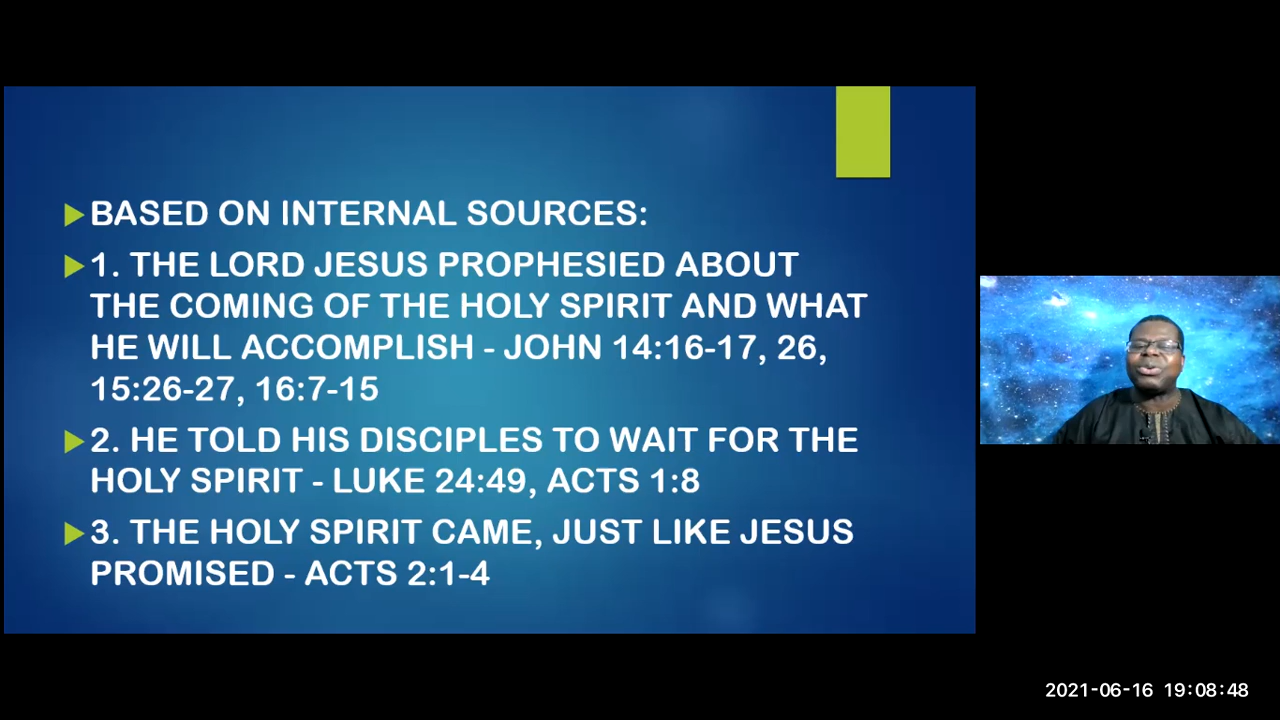 BASED ON INTERNAL SOURCES:
1. THE LORD JESUS PROPHESIED ABOUT
THE COMING OF THE HOLY SPIRIT AND WHAT
HE WILL ACCOMPLISH - JOHN 14:16-17, 26,
15:26-27, 16:7-15
2. HE TOLD HIS DISCIPLES TO WAIT FOR THE
HOLY SPIRIT - LUKE 24:49, ACTS 1:8
3. THE HOLY SPIRIT CAME, JUST LIKE JESUS
PROMISED - ACTS 2:1-4
2021-06-16 19:08:48